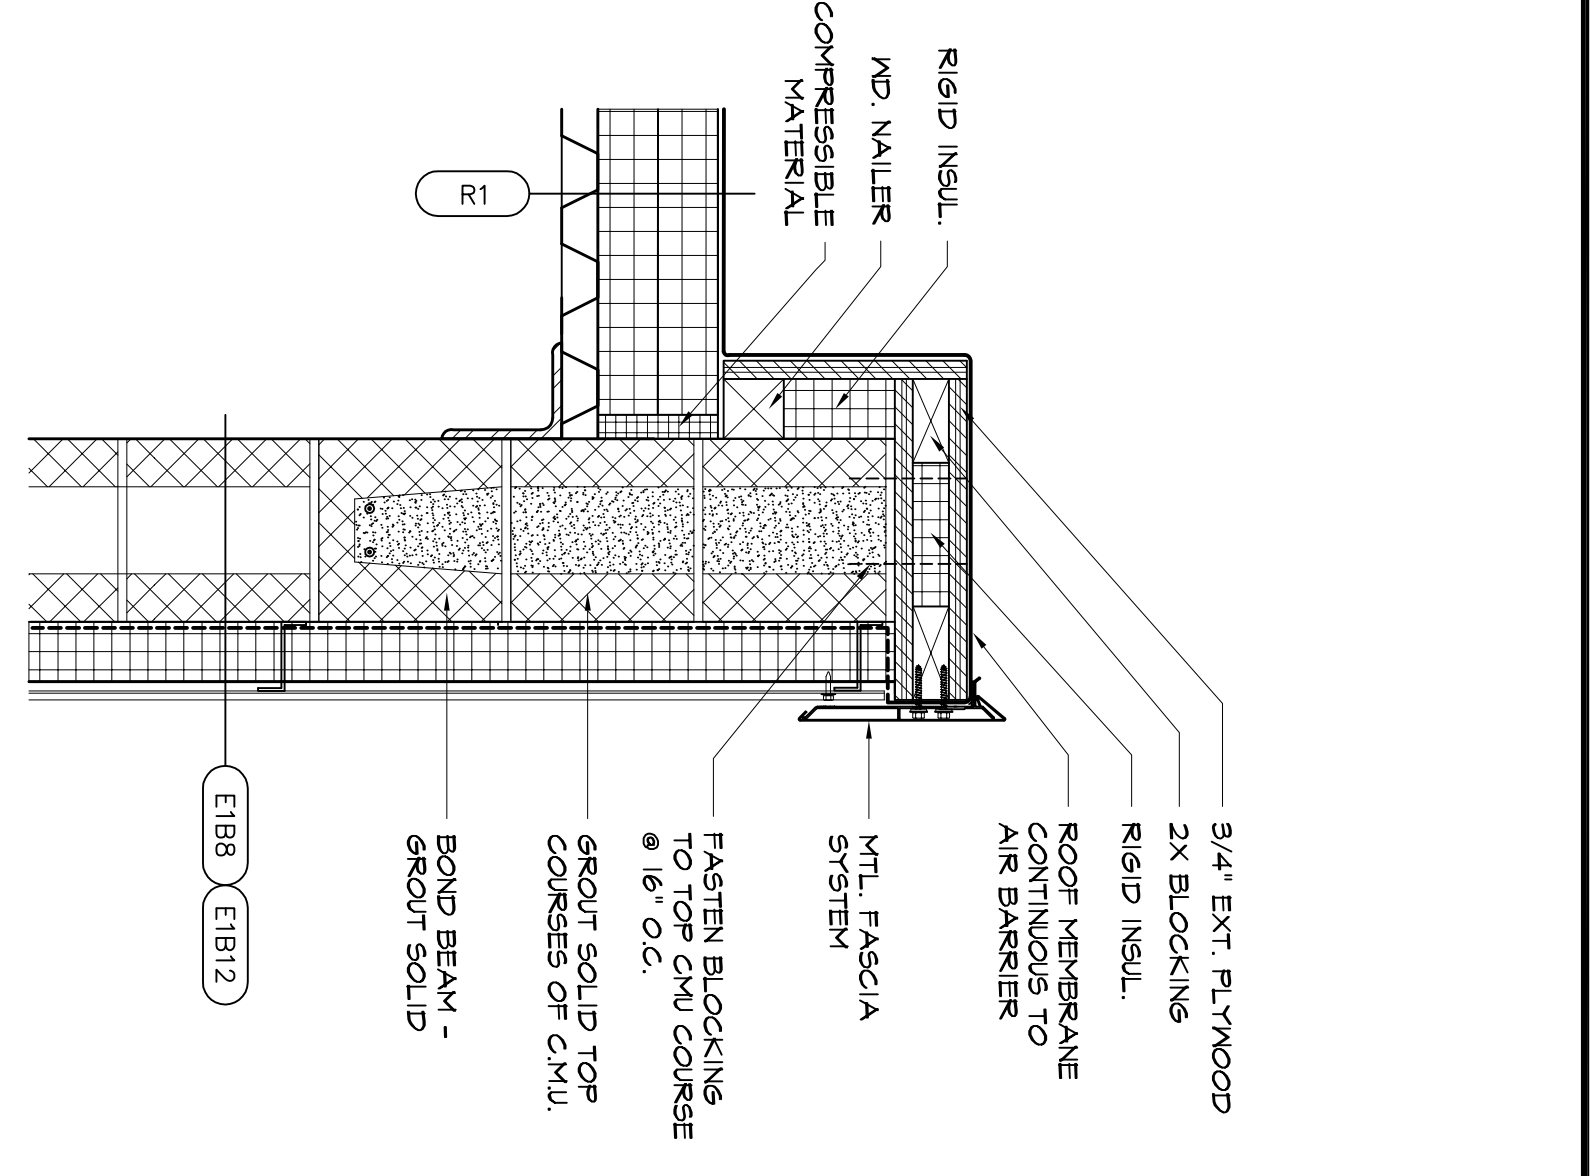 RIGID INSUL.
WD. NAILER
COMPRESSIBLE
MATERIAL
R1
3/4" EXT. PLYWOOD
2X BLOCKING
RIGID INSUL.
ROOF MEMBRANE
CONTINUOUS TO
AIR BARRIER
MTL. FASCIA
SYSTEM
FASTEN BLOCKING
TO TOP CMU COURSE
@ 16" O.C.
GROUT SOLID TOP
COURSES OF C.M.U.
BOND BEAM -
GROUT SOLID
E1B8
E1B12